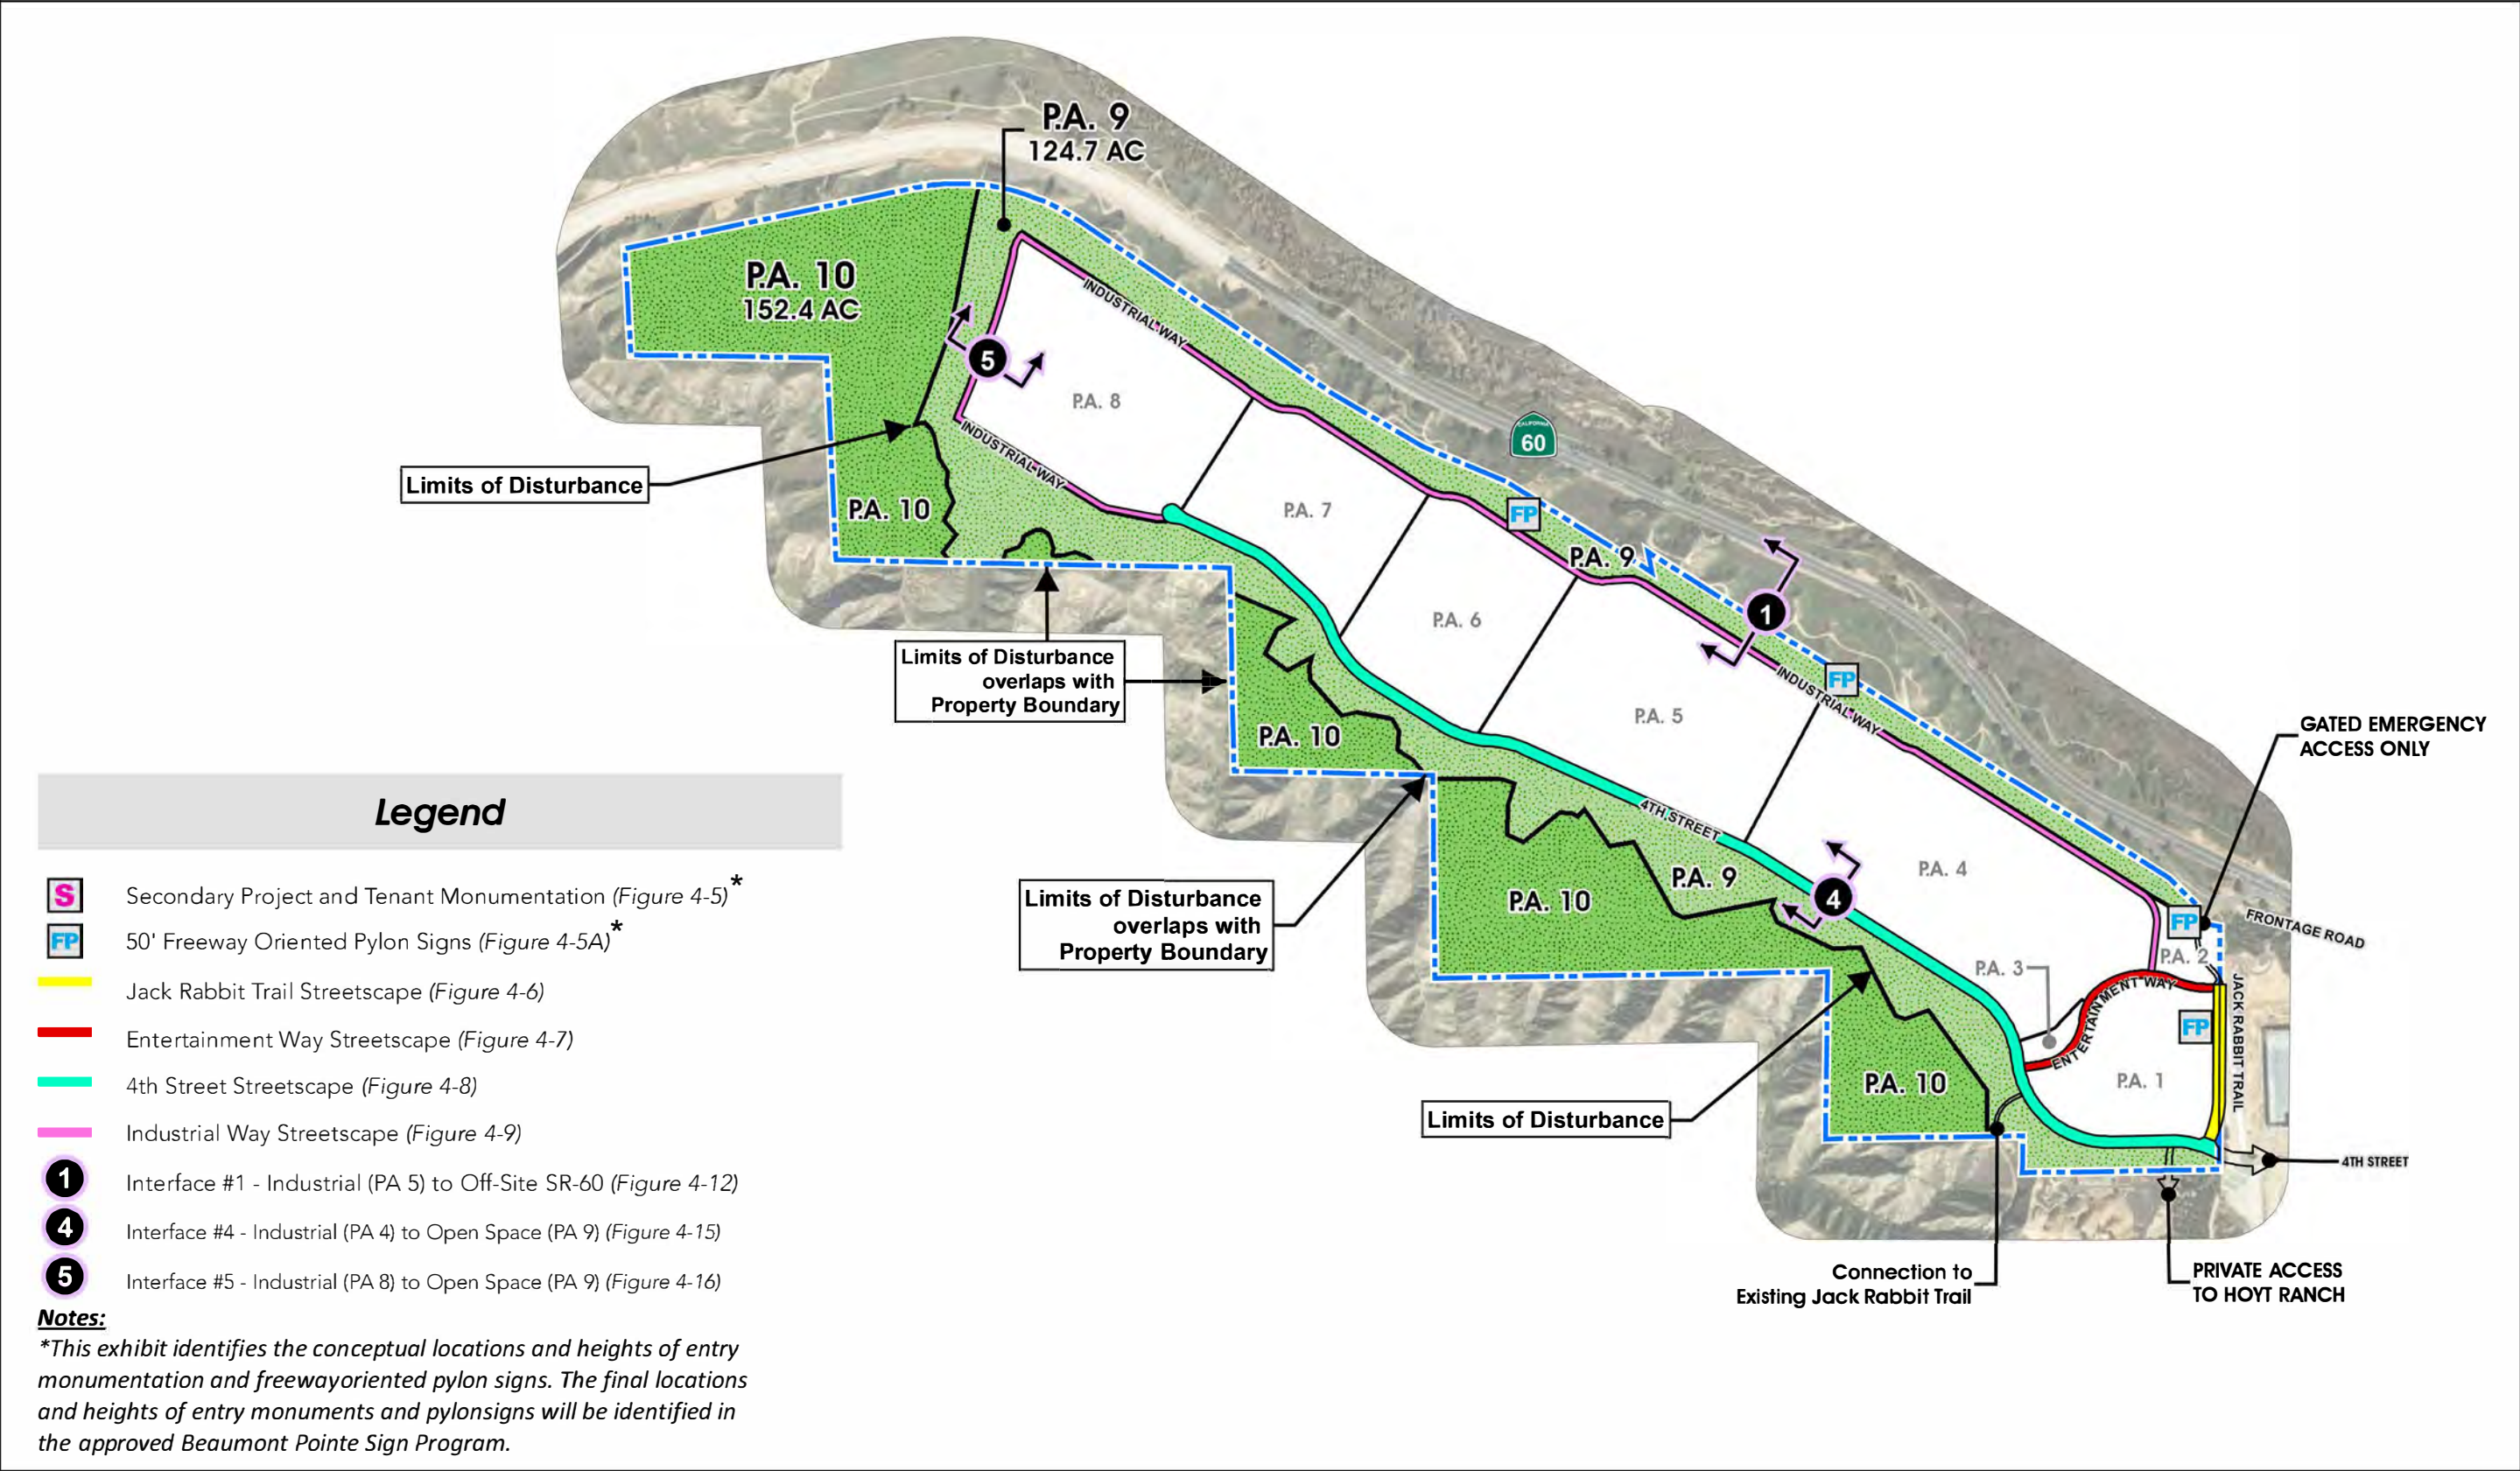 P.A. 9
124.7 AC
P.A. 10
152.4 AC
INDUSTRIAL WAY
5
P.A. 8
CALIFORNIA
60
INDUSTRIAL WAY
Limits of Disturbance
P.A. 10
P.A. 7
FP
P.A. 9
1
P.A. 6
Limits of Disturbance
overlaps with
Property Boundary
FP
INDUSTRIAL WAY
P.A. 5
P.A. 10
GATED EMERGENCY
ACCESS ONLY
4TH STREET
P.A. 9
P.A. 4
4
P.A. 10
Limits of Disturbance
overlaps with
Property Boundary
FP
FRONTAGE ROAD
P.A. 2
P.A. 3
ENTERTAINMENT WAY
JACK RABBIT TRAIL
FP
ENTERTAINMENT WAY
P.A. 1
P.A. 10
Limits of Disturbance
4TH STREET
Connection to
Existing Jack Rabbit Trail
PRIVATE ACCESS
TO HOYT RANCH
Legend
S Secondary Project and Tenant Monumentation (Figure 4-5)*
FP 50' Freeway Oriented Pylon Signs (Figure 4-5A)*
Jack Rabbit Trail Streetscape (Figure 4-6)
Entertainment Way Streetscape (Figure 4-7)
4th Street Streetscape (Figure 4-8)
Industrial Way Streetscape (Figure 4-9)
1 Interface #1 - Industrial (PA 5) to Off-Site SR-60 (Figure 4-12)
4 Interface #4 - Industrial (PA 4) to Open Space (PA 9) (Figure 4-15)
5 Interface #5 - Industrial (PA 8) to Open Space (PA 9) (Figure 4-16)
Notes:
*This exhibit identifies the conceptual locations and heights of entry
monumentation and freewayoriented pylon signs. The final locations
and heights of entry monuments and pylonsigns will be identified in
the approved Beaumont Pointe Sign Program.